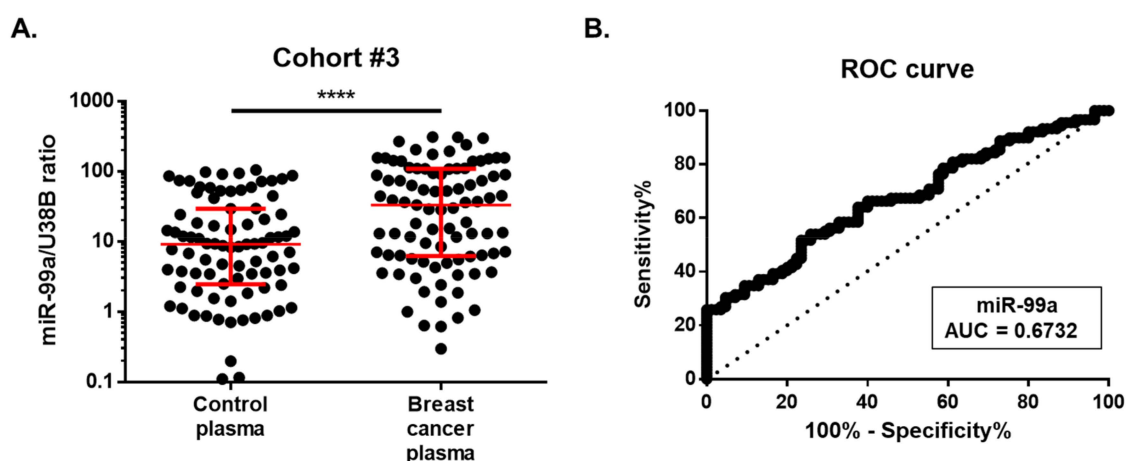 A.
Cohort #3
****
miR-99a/U38B ratio
1000
100
10
1
0.1
Control
plasma
Breast
cancer
plasma
B.
ROC curve
Sensitivity%
100
80
60
40
20
0
0
20
40
60
80
100
100% - Specificity%
miR-99a
AUC = 0.6732